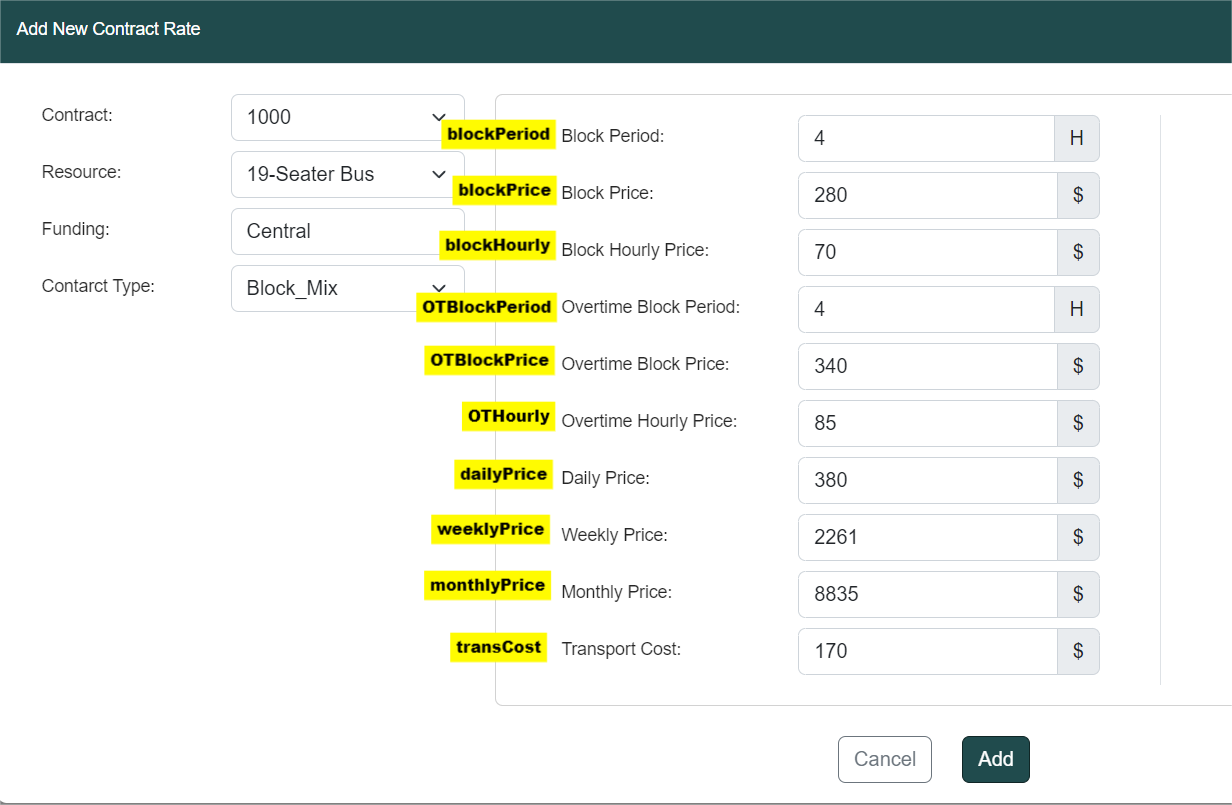 Add New Contract Rate
Contract: 1000
Resource: 19-Seater Bus
Funding: Central
Contarct Type: Block_Mix
blockPeriod Block Period: 4 H
blockPrice Block Price: 280 $
blockHourly Block Hourly Price: 70 $
OTBlockPeriod Overtime Block Period: 4 H
OTBlockPrice Overtime Block Price: 340 $
OTHourly Overtime Hourly Price: 85 $
dailyPrice Daily Price: 380 $
weeklyPrice Weekly Price: 2261 $
monthlyPrice Monthly Price: 8835 $
transCost Transport Cost: 170 $
Cancel Add